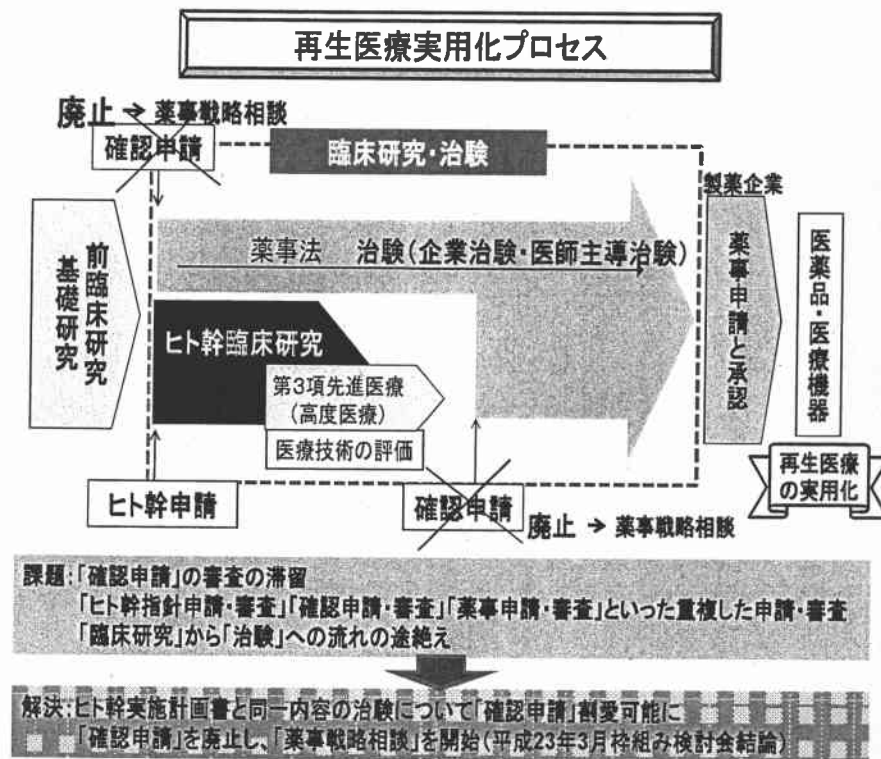 再生医療実用化プロセス
廃止 → 薬事戦略相談
確認申請
臨床研究・治験
製薬企業
前臨床研究
基礎研究
薬事法 治験(企業治験・医師主導治験)
薬事申請と承認
医薬品・医療機器
ヒト幹臨床研究
第3項先進医療
(高度医療)
医療技術の評価
再生医療
の実用化
ヒト幹申請
確認申請
廃止 → 薬事戦略相談
課題:「確認申請」の審査の滞留
「ヒト幹指針申請・審査」「確認申請・審査」「薬事申請・審査」といった重複した申請・審査
「臨床研究」から「治験」への流れの途絶え
解決:ヒト幹実施計画書と同一内容の治験について「確認申請」割愛可能に
「確認申請」を廃止し、「薬事戦略相談」を開始(平成23年3月枠組み検討会結論)